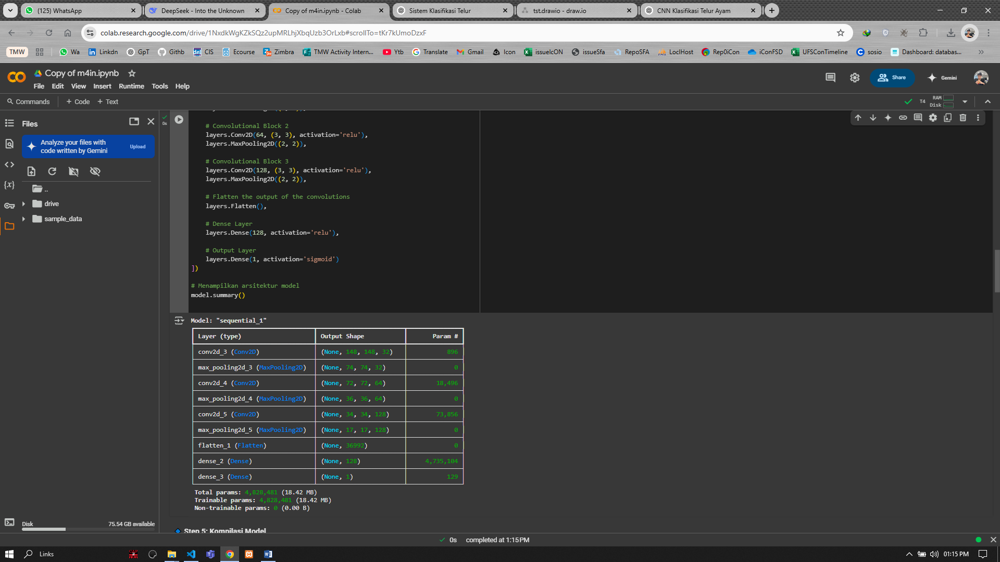 (125) WhatsApp
DeepSeek - Into the Unknown
Copy of m4in.ipynb - Colab
Sistem Klasifikasi Telur
tst.drawio - draw.io
CNN Klasifikasi Telur Ayam
colab.research.google.com/drive/1NxdkWgKZkSQz2upMRLhjXbqUzb3OrLxb#scrollTo=tKr7kUmoDzxF
TMW
Wa
Linkdn
GpT
Githb
CIS
Ecourse
Zimbra
TMW Activity Intern...
Ytb
Translate
Gmail
Icon
issueIcON
issueSfa
RepoSFA
LoclHost
Rep0iCon
iConFSD
UFSConTimeline
sosio
Dashboard: databas...
Copy of m4in.ipynb
File Edit View Insert Runtime Tools Help
Share
Gemini
Commands + Code + Text
T4
RAM
Disk
Files
Analyze your files with
code written by Gemini
Upload
..
drive
sample_data
Disk
75.54 GB available
0s
# Convolutional Block 2
layers.Conv2D(64, (3, 3), activation='relu'),
layers.MaxPooling2D((2, 2)),
# Convolutional Block 3
layers.Conv2D(128, (3, 3), activation='relu'),
layers.MaxPooling2D((2, 2)),
# Flatten the output of the convolutions
layers.Flatten(),
# Dense Layer
layers.Dense(128, activation='relu'),
# Output Layer
layers.Dense(1, activation='sigmoid')
])
# Menampilkan arsitektur model
model.summary()
Model: "sequential_1"
Layer (type) Output Shape Param #
conv2d_3 (Conv2D) (None, 148, 148, 32) 896
max_pooling2d_3 (MaxPooling2D) (None, 74, 74, 32) 0
conv2d_4 (Conv2D) (None, 72, 72, 64) 18,496
max_pooling2d_4 (MaxPooling2D) (None, 36, 36, 64) 0
conv2d_5 (Conv2D) (None, 34, 34, 128) 73,856
max_pooling2d_5 (MaxPooling2D) (None, 17, 17, 128) 0
flatten_1 (Flatten) (None, 36992) 0
dense_2 (Dense) (None, 128) 4,735,104
dense_3 (Dense) (None, 1) 129
Total params: 4,828,481 (18.42 MB)
Trainable params: 4,828,481 (18.42 MB)
Non-trainable params: 0 (0.00 B)
Step 5: Kompilasi Model
0s completed at 1:15 PM
Links
01:15 PM